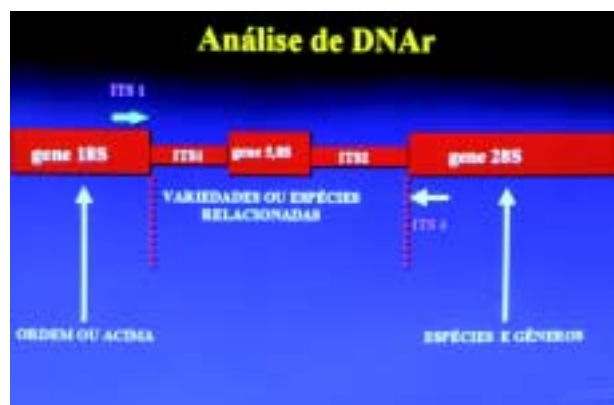 Análise de DNAr
ITS 1
gene 18S
ITS1
gene 5,8S
ITS2
gene 28S
VARIEDADES OU ESPÉCIES
RELACIONADAS
ITS 4
ORDEM OU ACIMA
ESPÉCIES E GÊNEROS